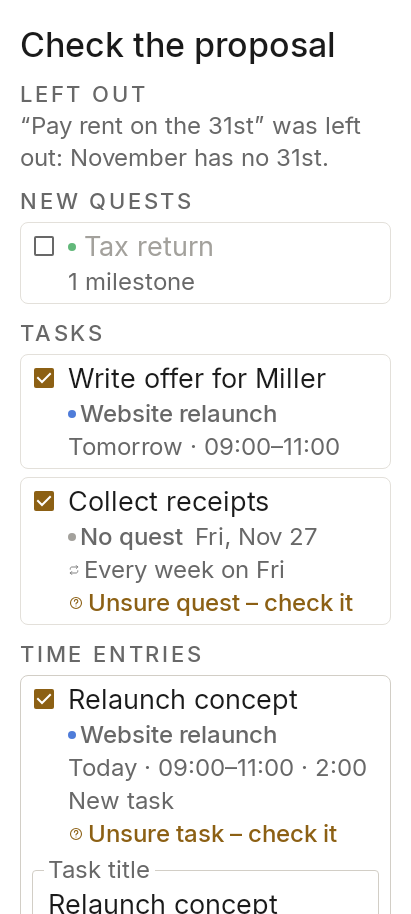 Check the proposal
LEFT OUT
“Pay rent on the 31st” was left
out: November has no 31st.
NEW QUESTS
Tax return
1 milestone
TASKS
Write offer for Miller
Website relaunch
Tomorrow · 09:00–11:00
Collect receipts
No quest Fri, Nov 27
Every week on Fri
Unsure quest – check it
TIME ENTRIES
Relaunch concept
Website relaunch
Today · 09:00–11:00 · 2:00
New task
Unsure task – check it
Task title
Relaunch concept